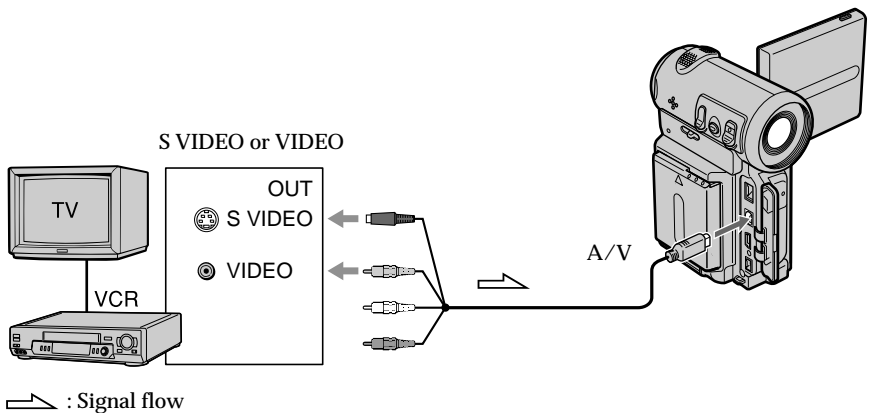 S VIDEO or VIDEO
OUT
S VIDEO
VIDEO
TV
VCR
A/V
: Signal flow